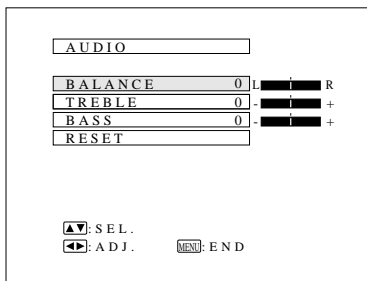 AUDIO
BALANCE 0 L R
TREBLE 0 - +
BASS 0 - +
RESET
▲▼:SEL.
◀▶:ADJ. MENU:END